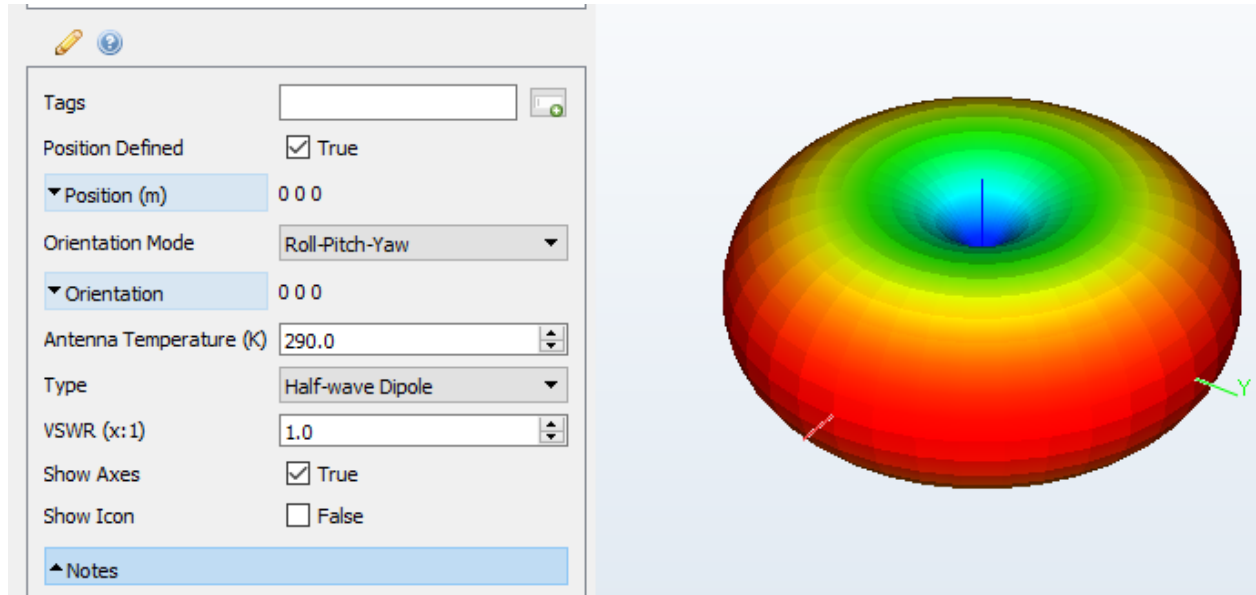 Tags
Position Defined True
Position (m) 0 0 0
Orientation Mode Roll-Pitch-Yaw
Orientation 0 0 0
Antenna Temperature (K) 290.0
Type Half-wave Dipole
VSWR (x:1) 1.0
Show Axes True
Show Icon False
Notes
Y